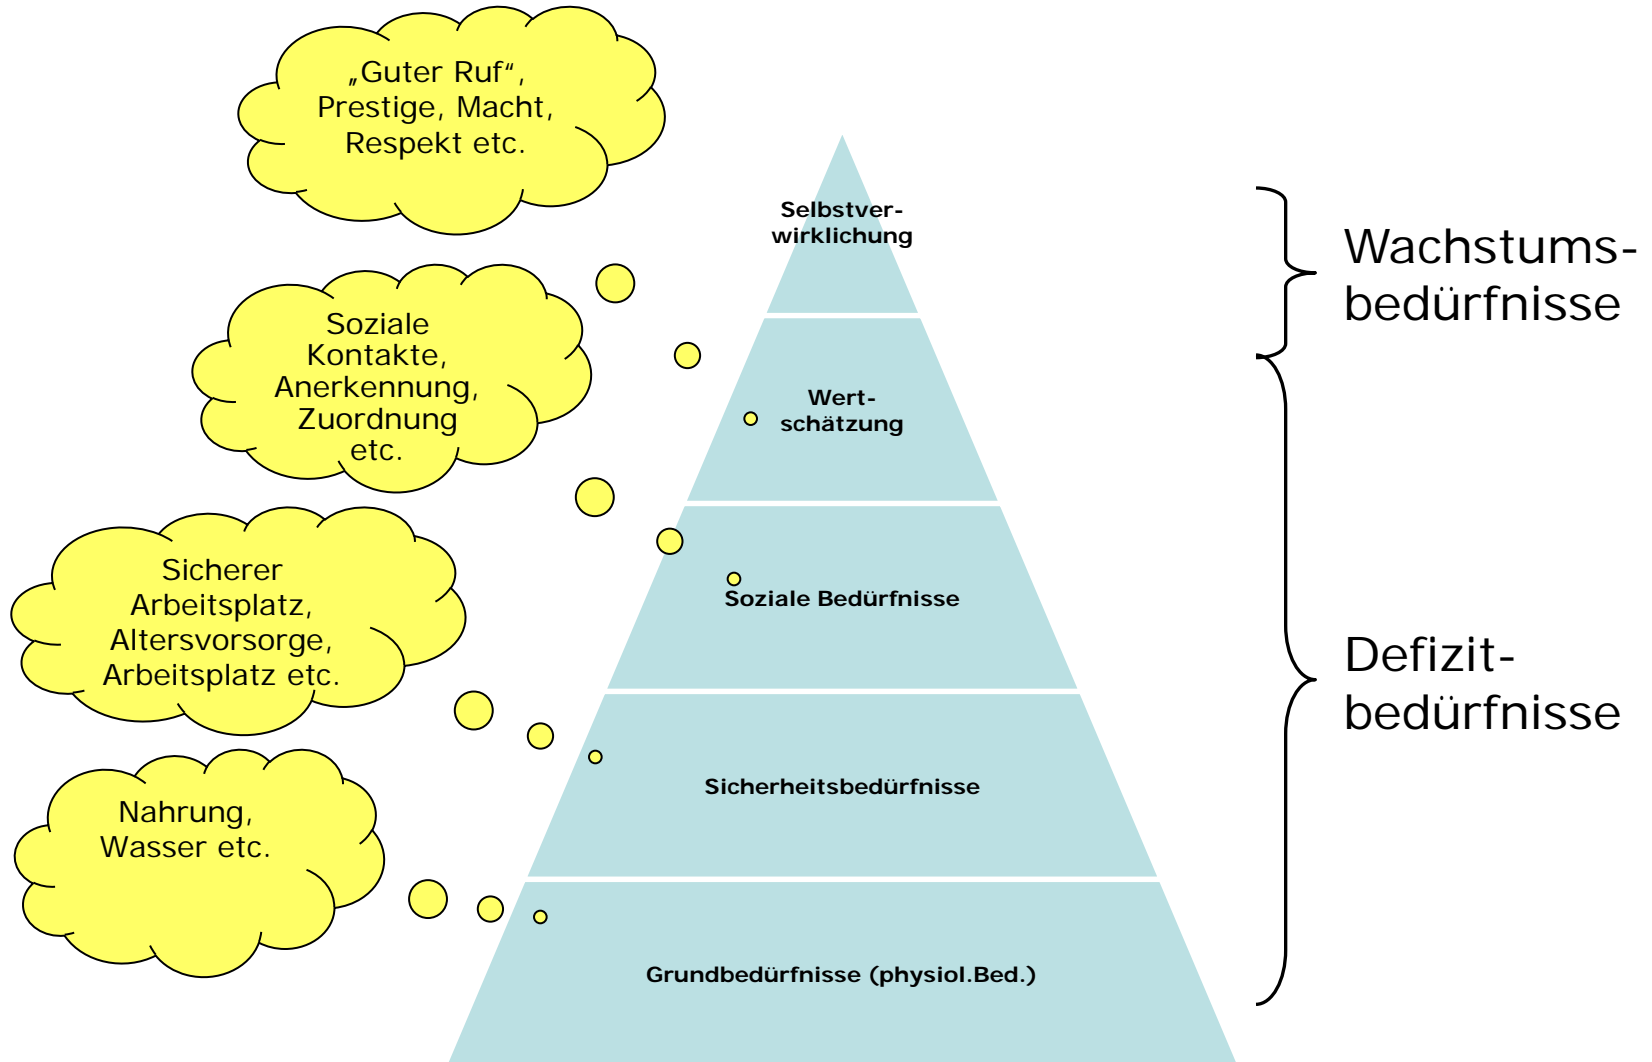 „Guter Ruf“,
Prestige, Macht,
Respekt etc.
Soziale
Kontakte,
Anerkennung,
Zuordnung
etc.
Sicherer
Arbeitsplatz,
Altersvorsorge,
Arbeitsplatz etc.
Nahrung,
Wasser etc.
Selbstver-
wirklichung
Wert-
schätzung
Soziale Bedürfnisse
Sicherheitsbedürfnisse
Grundbedürfnisse (physiol.Bed.)
Wachstums-
bedürfnisse
Defizit-
bedürfnisse